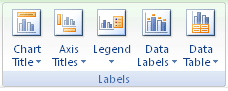 Chart Axis Legend Data Data
Title Titles Labels Table
Labels